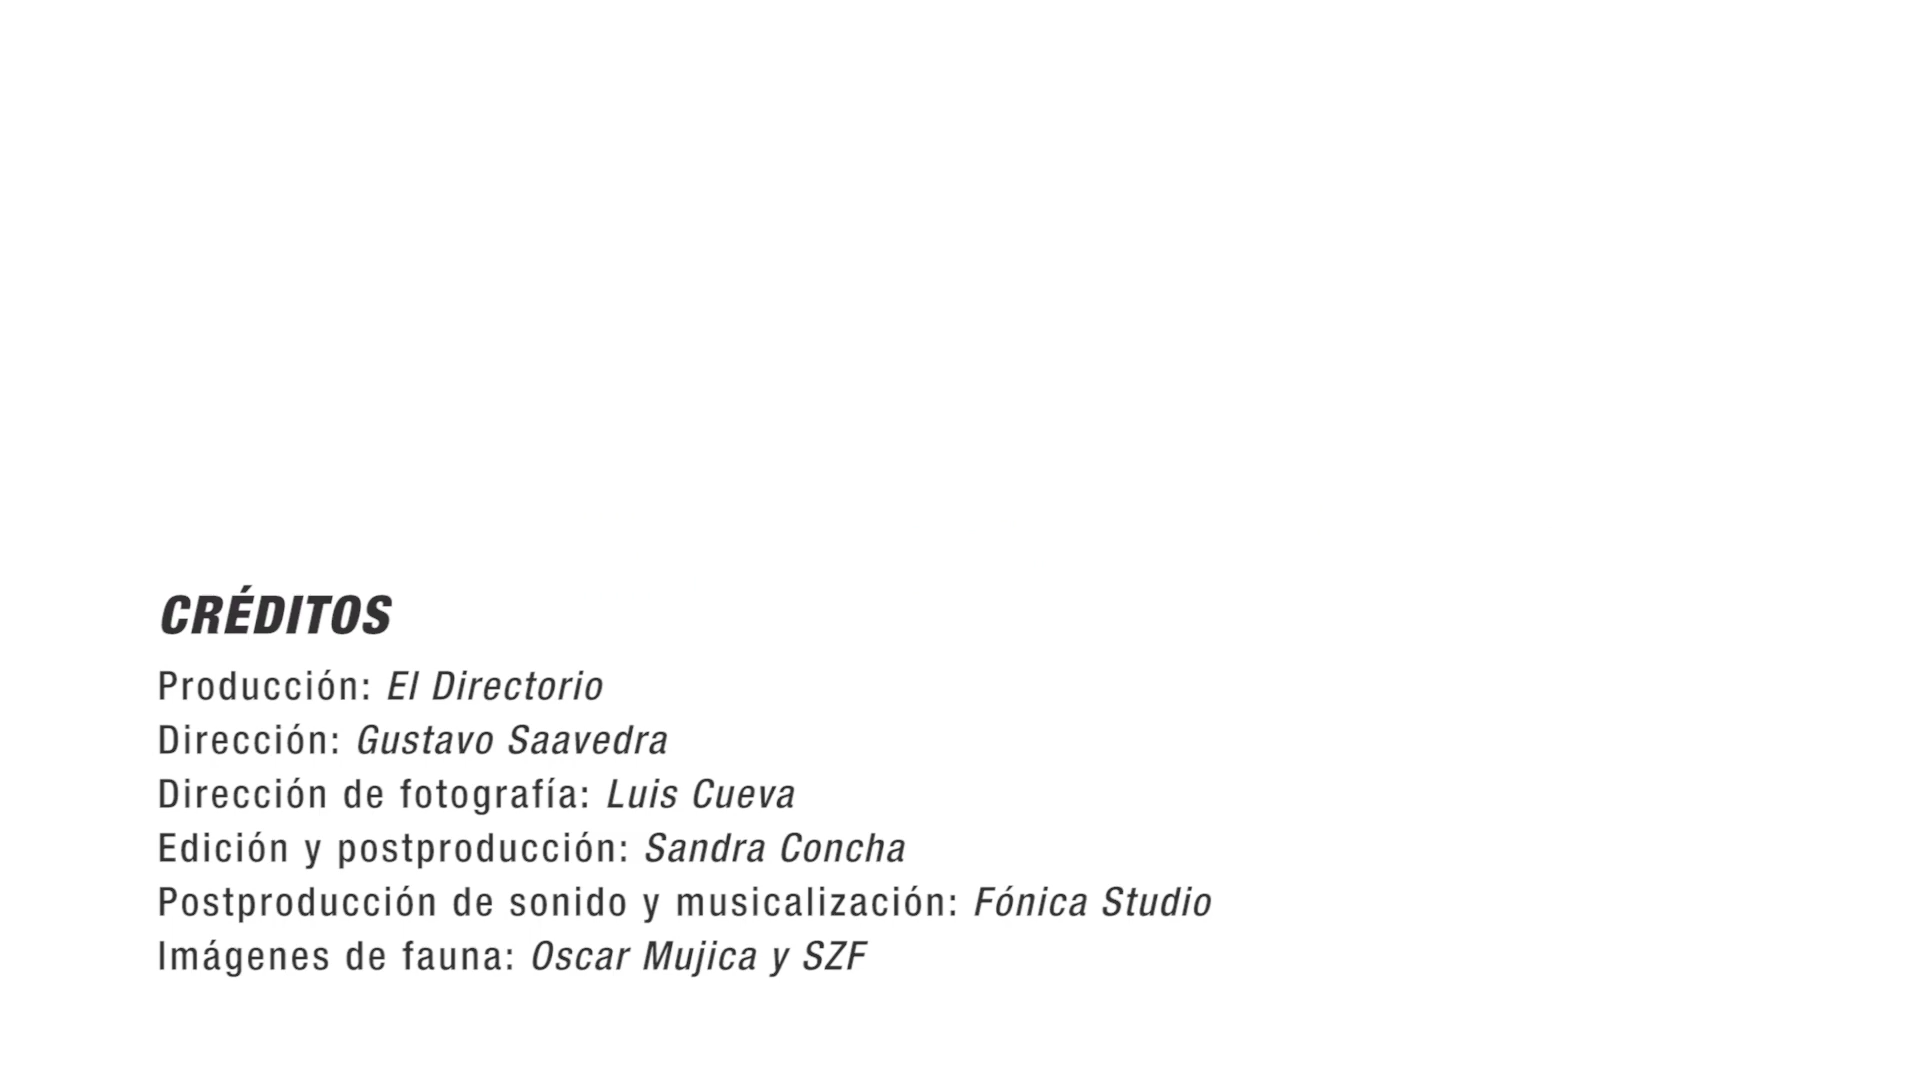 CRÉDITOS
Producción: El Directorio
Dirección: Gustavo Saavedra
Dirección de fotografía: Luis Cueva
Edición y postproducción: Sandra Concha
Postproducción de sonido y musicalización: Fónica Studio
Imágenes de fauna: Oscar Mujica y SZF